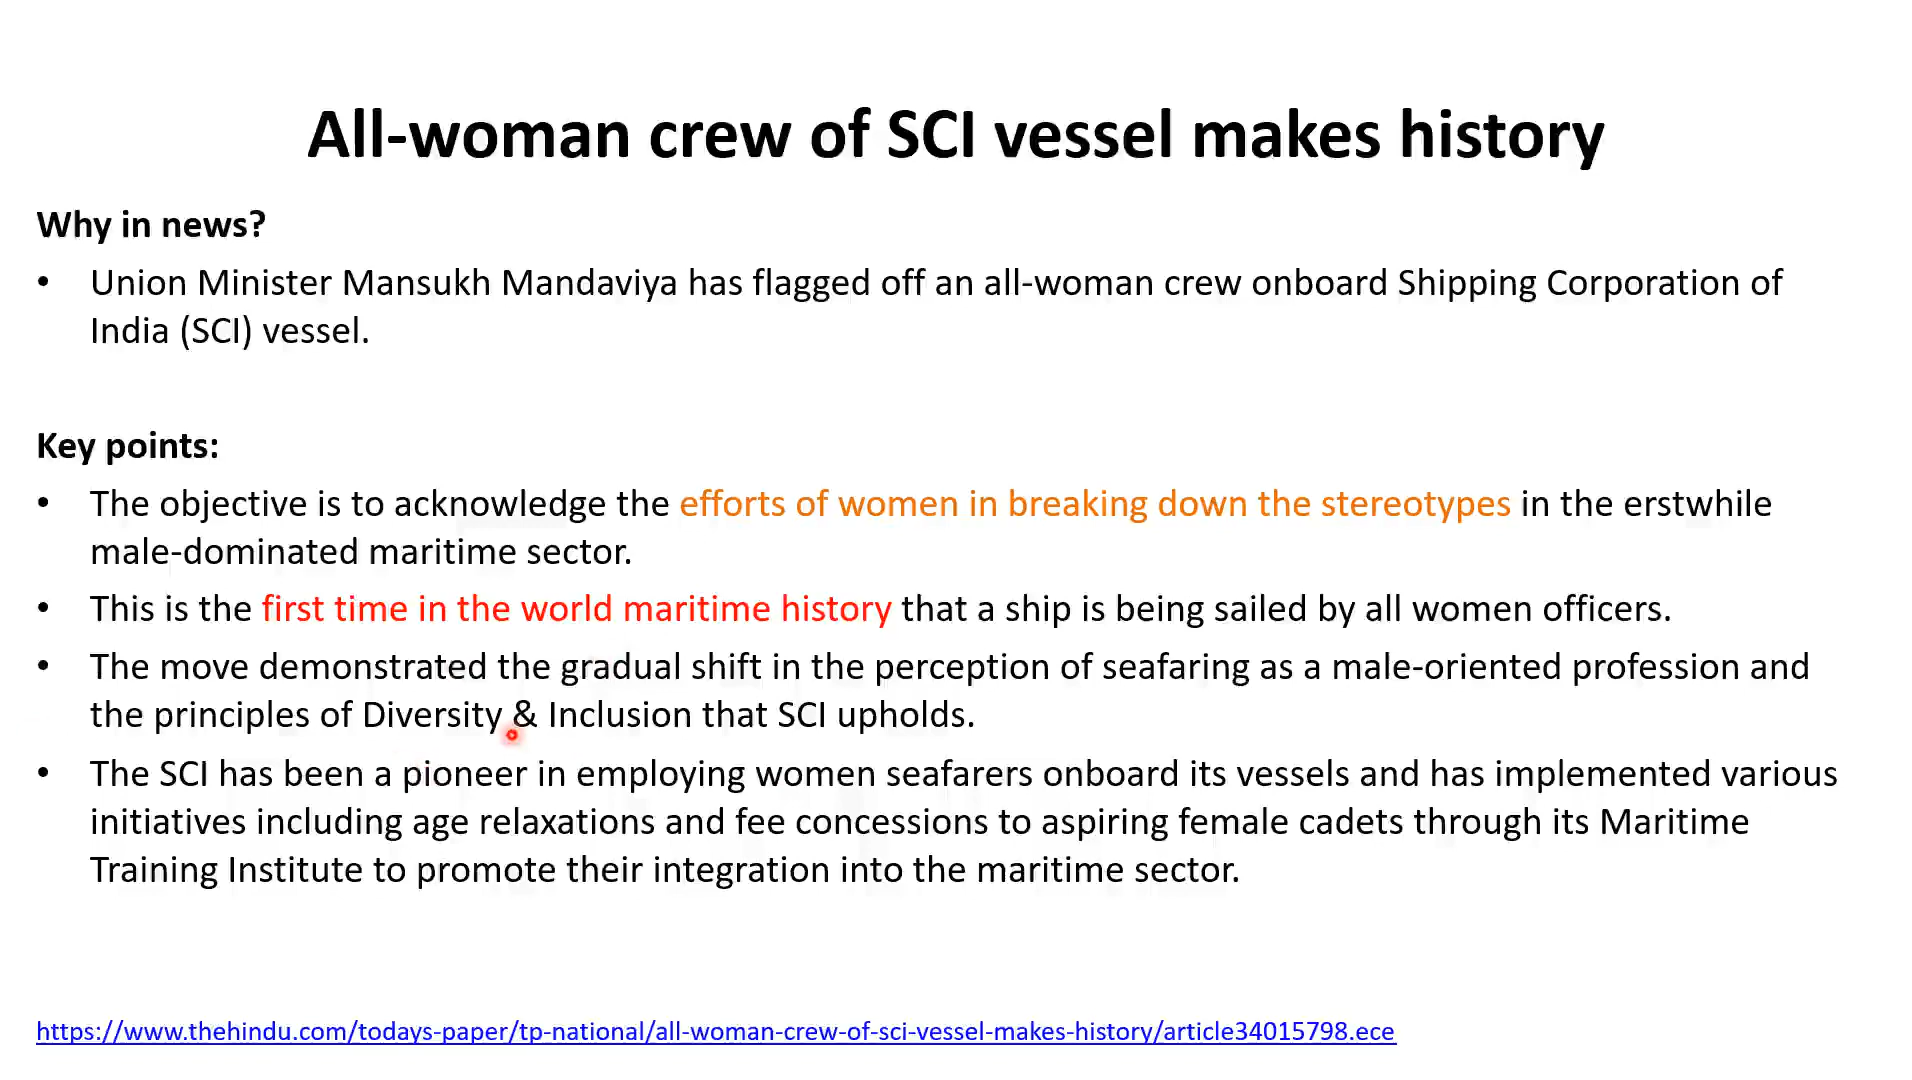 All-woman crew of SCI vessel makes history
Why in news?
• Union Minister Mansukh Mandaviya has flagged off an all-woman crew onboard Shipping Corporation of
India (SCI) vessel.
Key points:
• The objective is to acknowledge the efforts of women in breaking down the stereotypes in the erstwhile
male-dominated maritime sector.
• This is the first time in the world maritime history that a ship is being sailed by all women officers.
• The move demonstrated the gradual shift in the perception of seafaring as a male-oriented profession and
the principles of Diversity & Inclusion that SCI upholds.
• The SCI has been a pioneer in employing women seafarers onboard its vessels and has implemented various
initiatives including age relaxations and fee concessions to aspiring female cadets through its Maritime
Training Institute to promote their integration into the maritime sector.
https://www.thehindu.com/todays-paper/tp-national/all-woman-crew-of-sci-vessel-makes-history/article34015798.ece